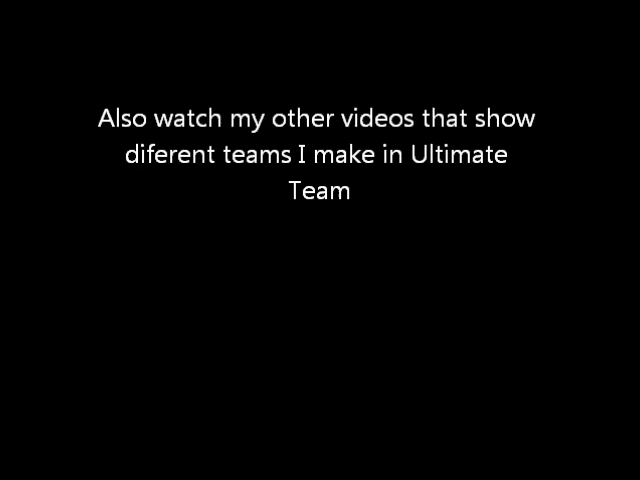 Also watch my other videos that show
diferent teams I make in Ultimate
Team